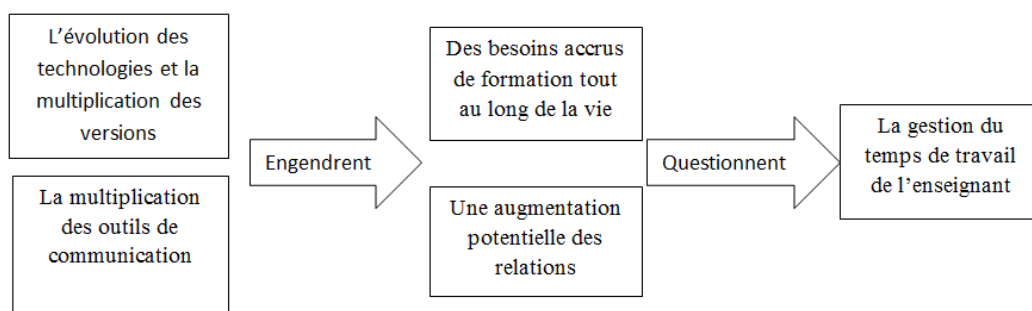 L'évolution des
technologies et la
multiplication des
versions
La multiplication
des outils de
communication
Engendrent
Des besoins accrus
de formation tout
au long de la vie
Une augmentation
potentielle des
relations
Questionnent
La gestion du
temps de travail
de l'enseignant